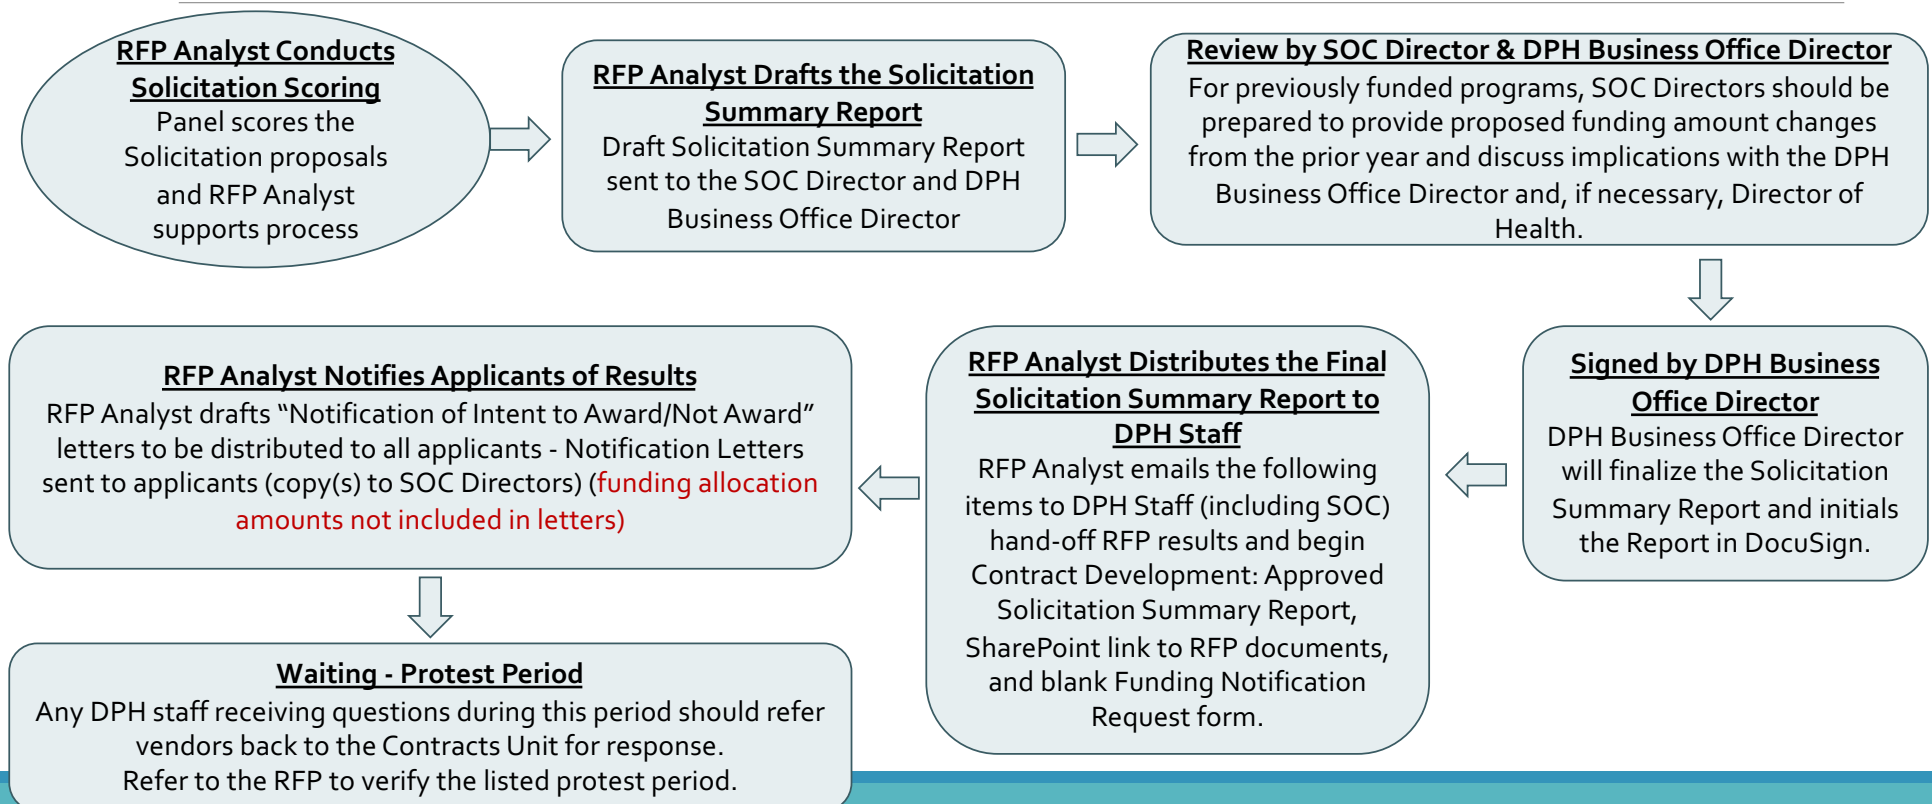 RFP Analyst Conducts
Solicitation Scoring
Panel scores the
Solicitation proposals
and RFP Analyst
supports process
RFP Analyst Drafts the Solicitation
Summary Report
Draft Solicitation Summary Report
sent to the SOC Director and DPH
Business Office Director
Review by SOC Director & DPH Business Office Director
For previously funded programs, SOC Directors should be
prepared to provide proposed funding amount changes
from the prior year and discuss implications with the DPH
Business Office Director and, if necessary, Director of
Health.
Signed by DPH Business
Office Director
DPH Business Office Director
will finalize the Solicitation
Summary Report and initials
the Report in DocuSign.
RFP Analyst Distributes the Final
Solicitation Summary Report to
DPH Staff
RFP Analyst emails the following
items to DPH Staff (including SOC)
hand-off RFP results and begin
Contract Development: Approved
Solicitation Summary Report,
SharePoint link to RFP documents,
and blank Funding Notification
Request form.
RFP Analyst Notifies Applicants of Results
RFP Analyst drafts “Notification of Intent to Award/Not Award”
letters to be distributed to all applicants - Notification Letters
sent to applicants (copy(s) to SOC Directors) (funding allocation
amounts not included in letters)
Waiting - Protest Period
Any DPH staff receiving questions during this period should refer
vendors back to the Contracts Unit for response.
Refer to the RFP to verify the listed protest period.